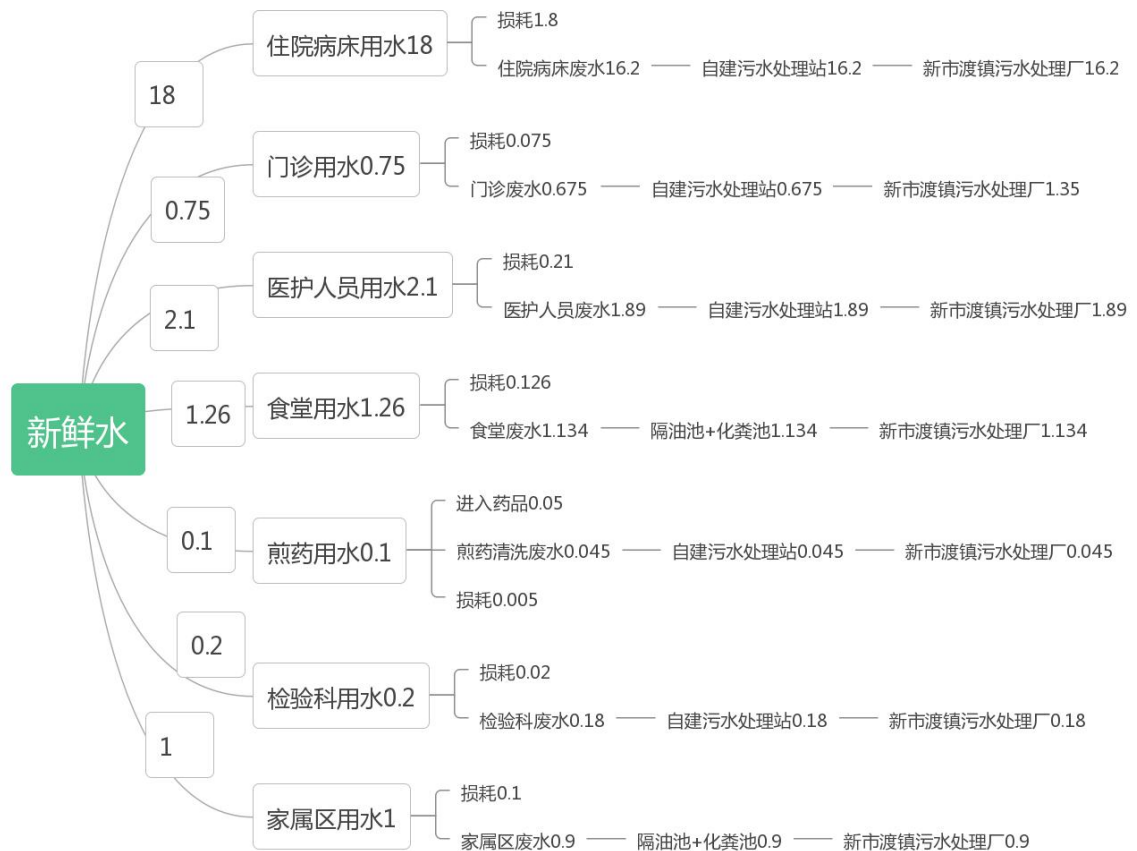 新鲜水
18
住院病床用水18
损耗1.8
住院病床废水16.2
自建污水处理站16.2
新市渡镇污水处理厂16.2
0.75
门诊用水0.75
损耗0.075
门诊废水0.675
自建污水处理站0.675
新市渡镇污水处理厂1.35
2.1
医护人员用水2.1
损耗0.21
医护人员废水1.89
自建污水处理站1.89
新市渡镇污水处理厂1.89
1.26
食堂用水1.26
损耗0.126
食堂废水1.134
隔油池+化粪池1.134
新市渡镇污水处理厂1.134
0.1
煎药用水0.1
进入药品0.05
煎药清洗废水0.045
自建污水处理站0.045
新市渡镇污水处理厂0.045
损耗0.005
0.2
检验科用水0.2
损耗0.02
检验科废水0.18
自建污水处理站0.18
新市渡镇污水处理厂0.18
1
家属区用水1
损耗0.1
家属区废水0.9
隔油池+化粪池0.9
新市渡镇污水处理厂0.9